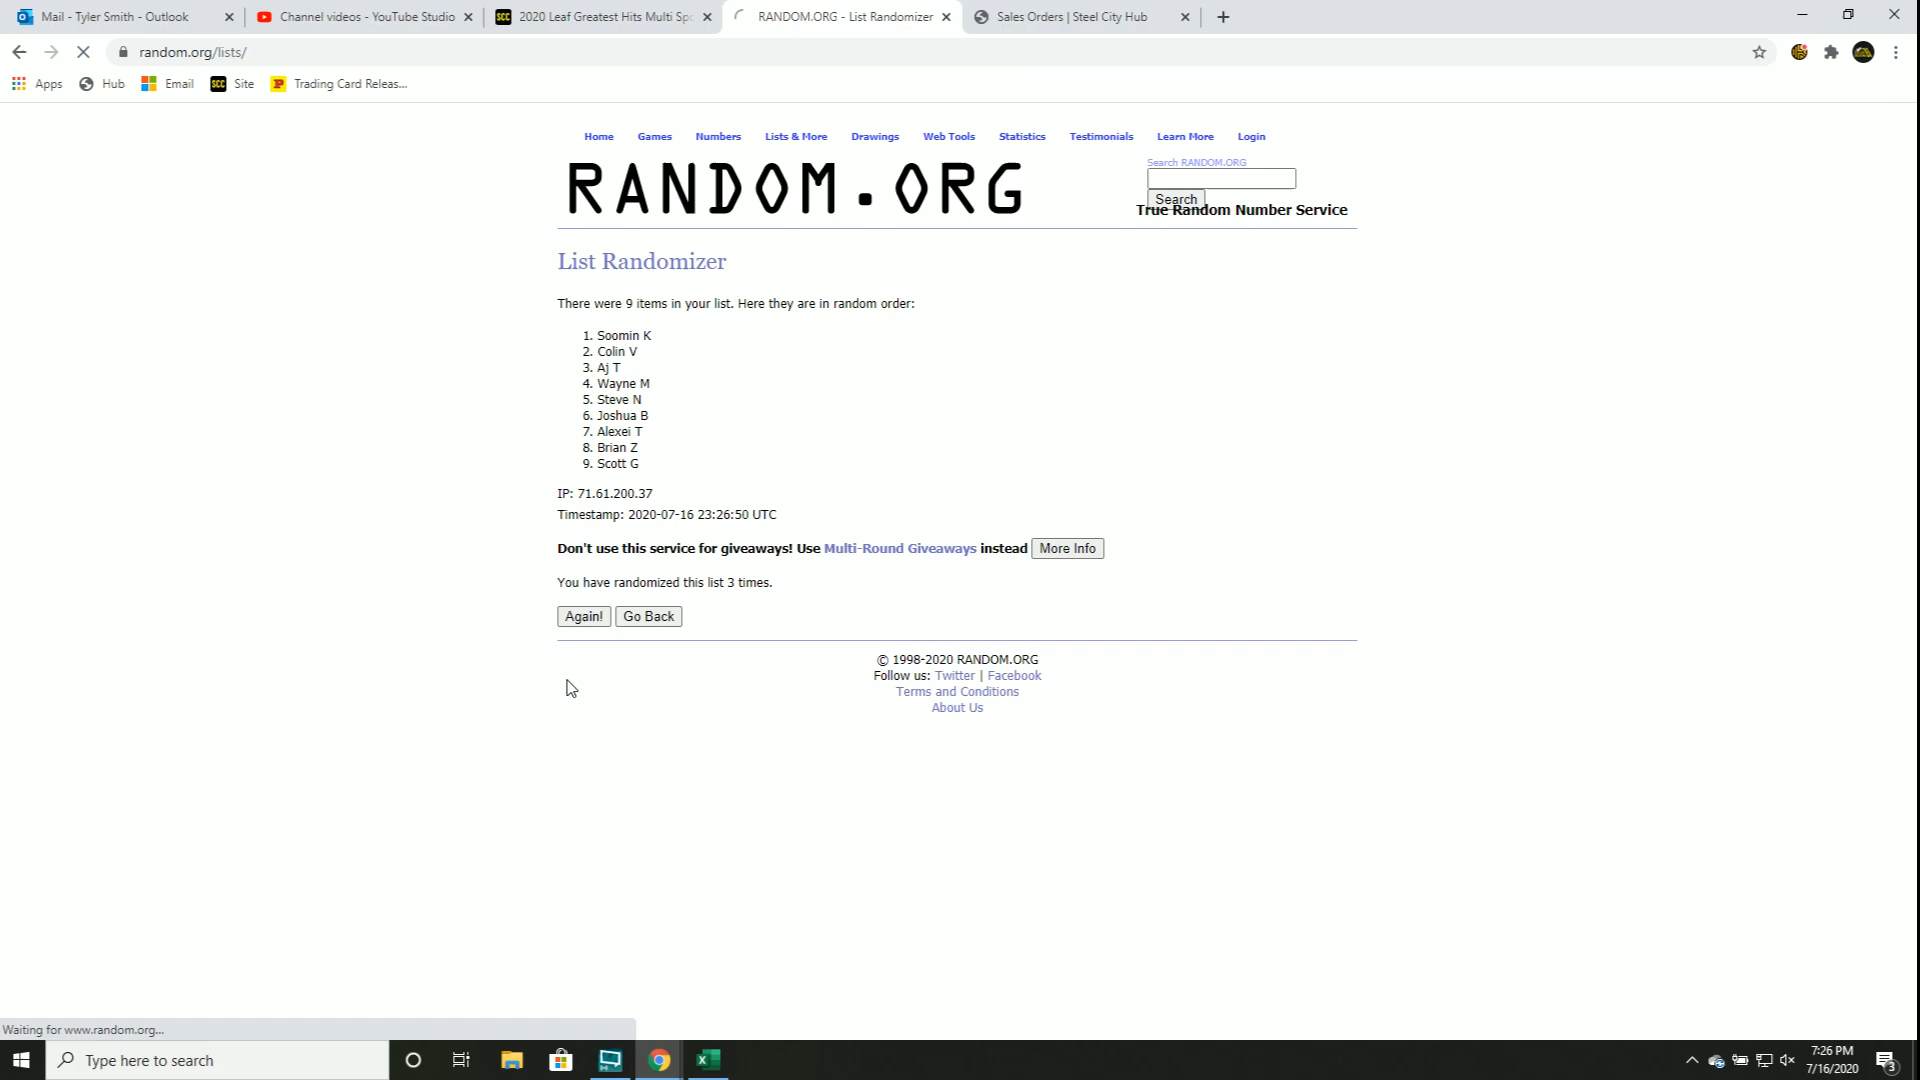 Mail - Tyler Smith - Outlook
Channel videos - YouTube Studio
SCC 2020 Leaf Greatest Hits Multi Spo
RANDOM.ORG - List Randomizer
Sales Orders | Steel City Hub
random.org/lists/
Apps Hub Email SCC Site Trading Card Releas...
Home Games Numbers Lists & More Drawings Web Tools Statistics Testimonials Learn More Login
RANDOM.ORG
Search RANDOM.ORG
Search
True Random Number Service
List Randomizer
There were 9 items in your list. Here they are in random order:
1. Soomin K
2. Colin V
3. Aj T
4. Wayne M
5. Steve N
6. Joshua B
7. Alexei T
8. Brian Z
9. Scott G
IP: 71.61.200.37
Timestamp: 2020-07-16 23:26:50 UTC
Don't use this service for giveaways! Use Multi-Round Giveaways instead More Info
You have randomized this list 3 times.
Again! Go Back
© 1998-2020 RANDOM.ORG
Follow us: Twitter | Facebook
Terms and Conditions
About Us
Waiting for www.random.org...
Type here to search
7:26 PM
7/16/2020
3